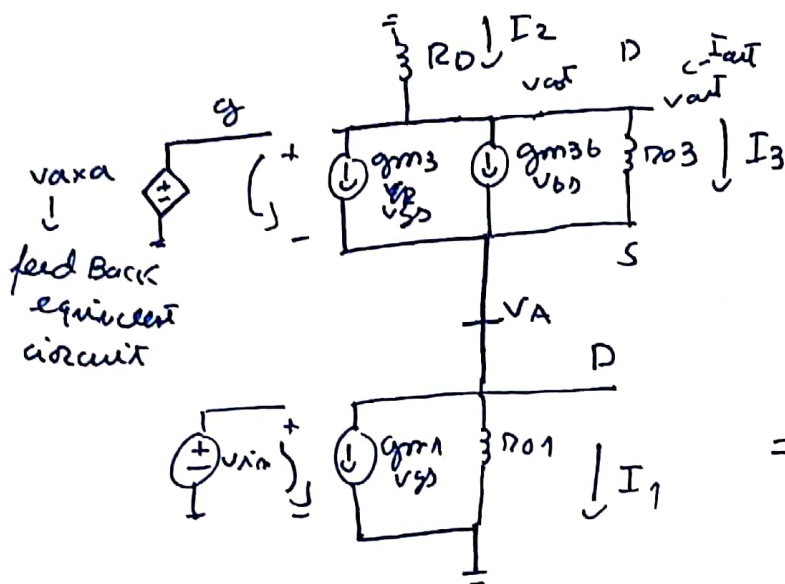 I2
RD
D
Iout
vout
vout
g
+
gm3
vgs
gm3b
vbs
ro3
I3
vaxa
+
−
−
S
feed Back
equivalent
circuit
VA
D
+
−
vin
+
gm1
vgs
ro1
I1
=